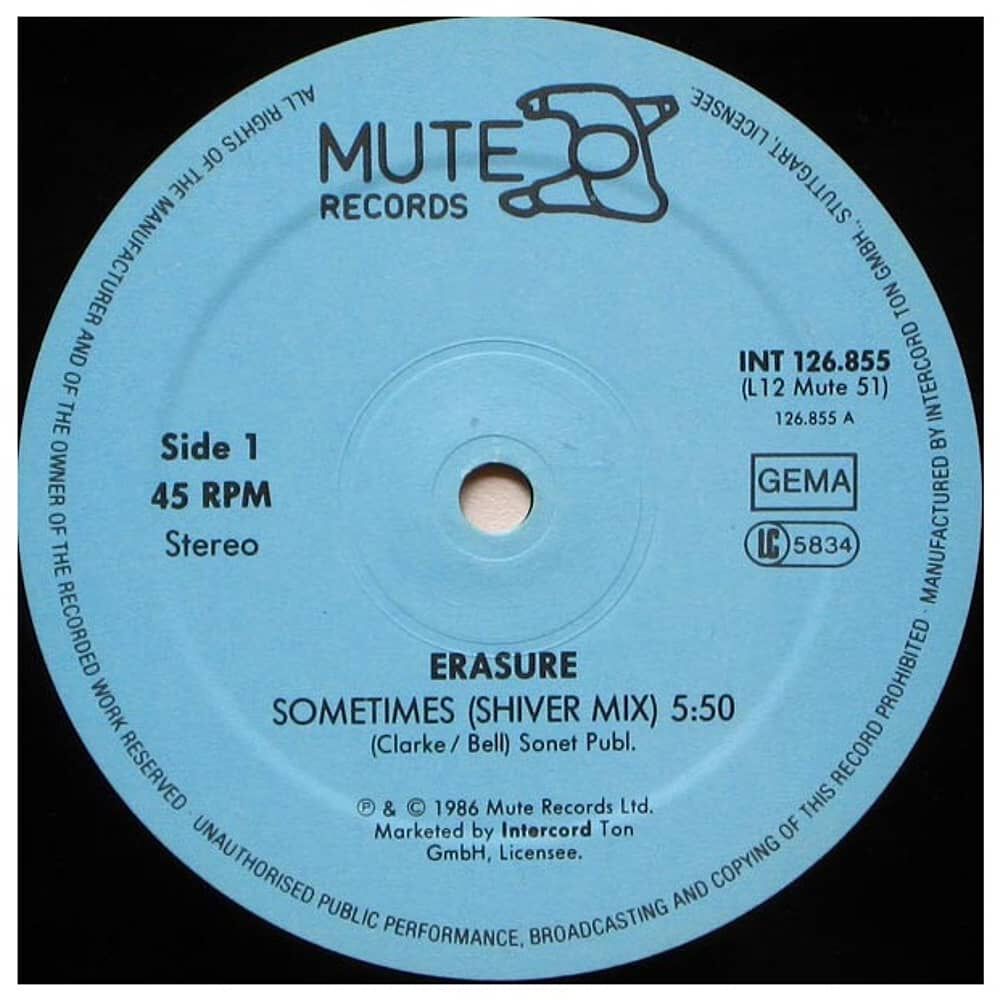 MUTE
RECORDS
INT 126.855
(L12 Mute 51)
126.855 A
Side 1
45 RPM
Stereo
GEMA
LC 5834
ERASURE
SOMETIMES (SHIVER MIX) 5:50
(Clarke / Bell) Sonet Publ.
℗ & © 1986 Mute Records Ltd.
Marketed by Intercord Ton
GmbH, Licensee.
ALL RIGHTS OF THE MANUFACTURER AND OF THE OWNER OF THE RECORDED WORK RESERVED · UNAUTHORISED PUBLIC PERFORMANCE, BROADCASTING AND COPYING OF THIS RECORD PROHIBITED · MANUFACTURED BY INTERCORD TON GMBH., STUTTGART, LICENSEE.